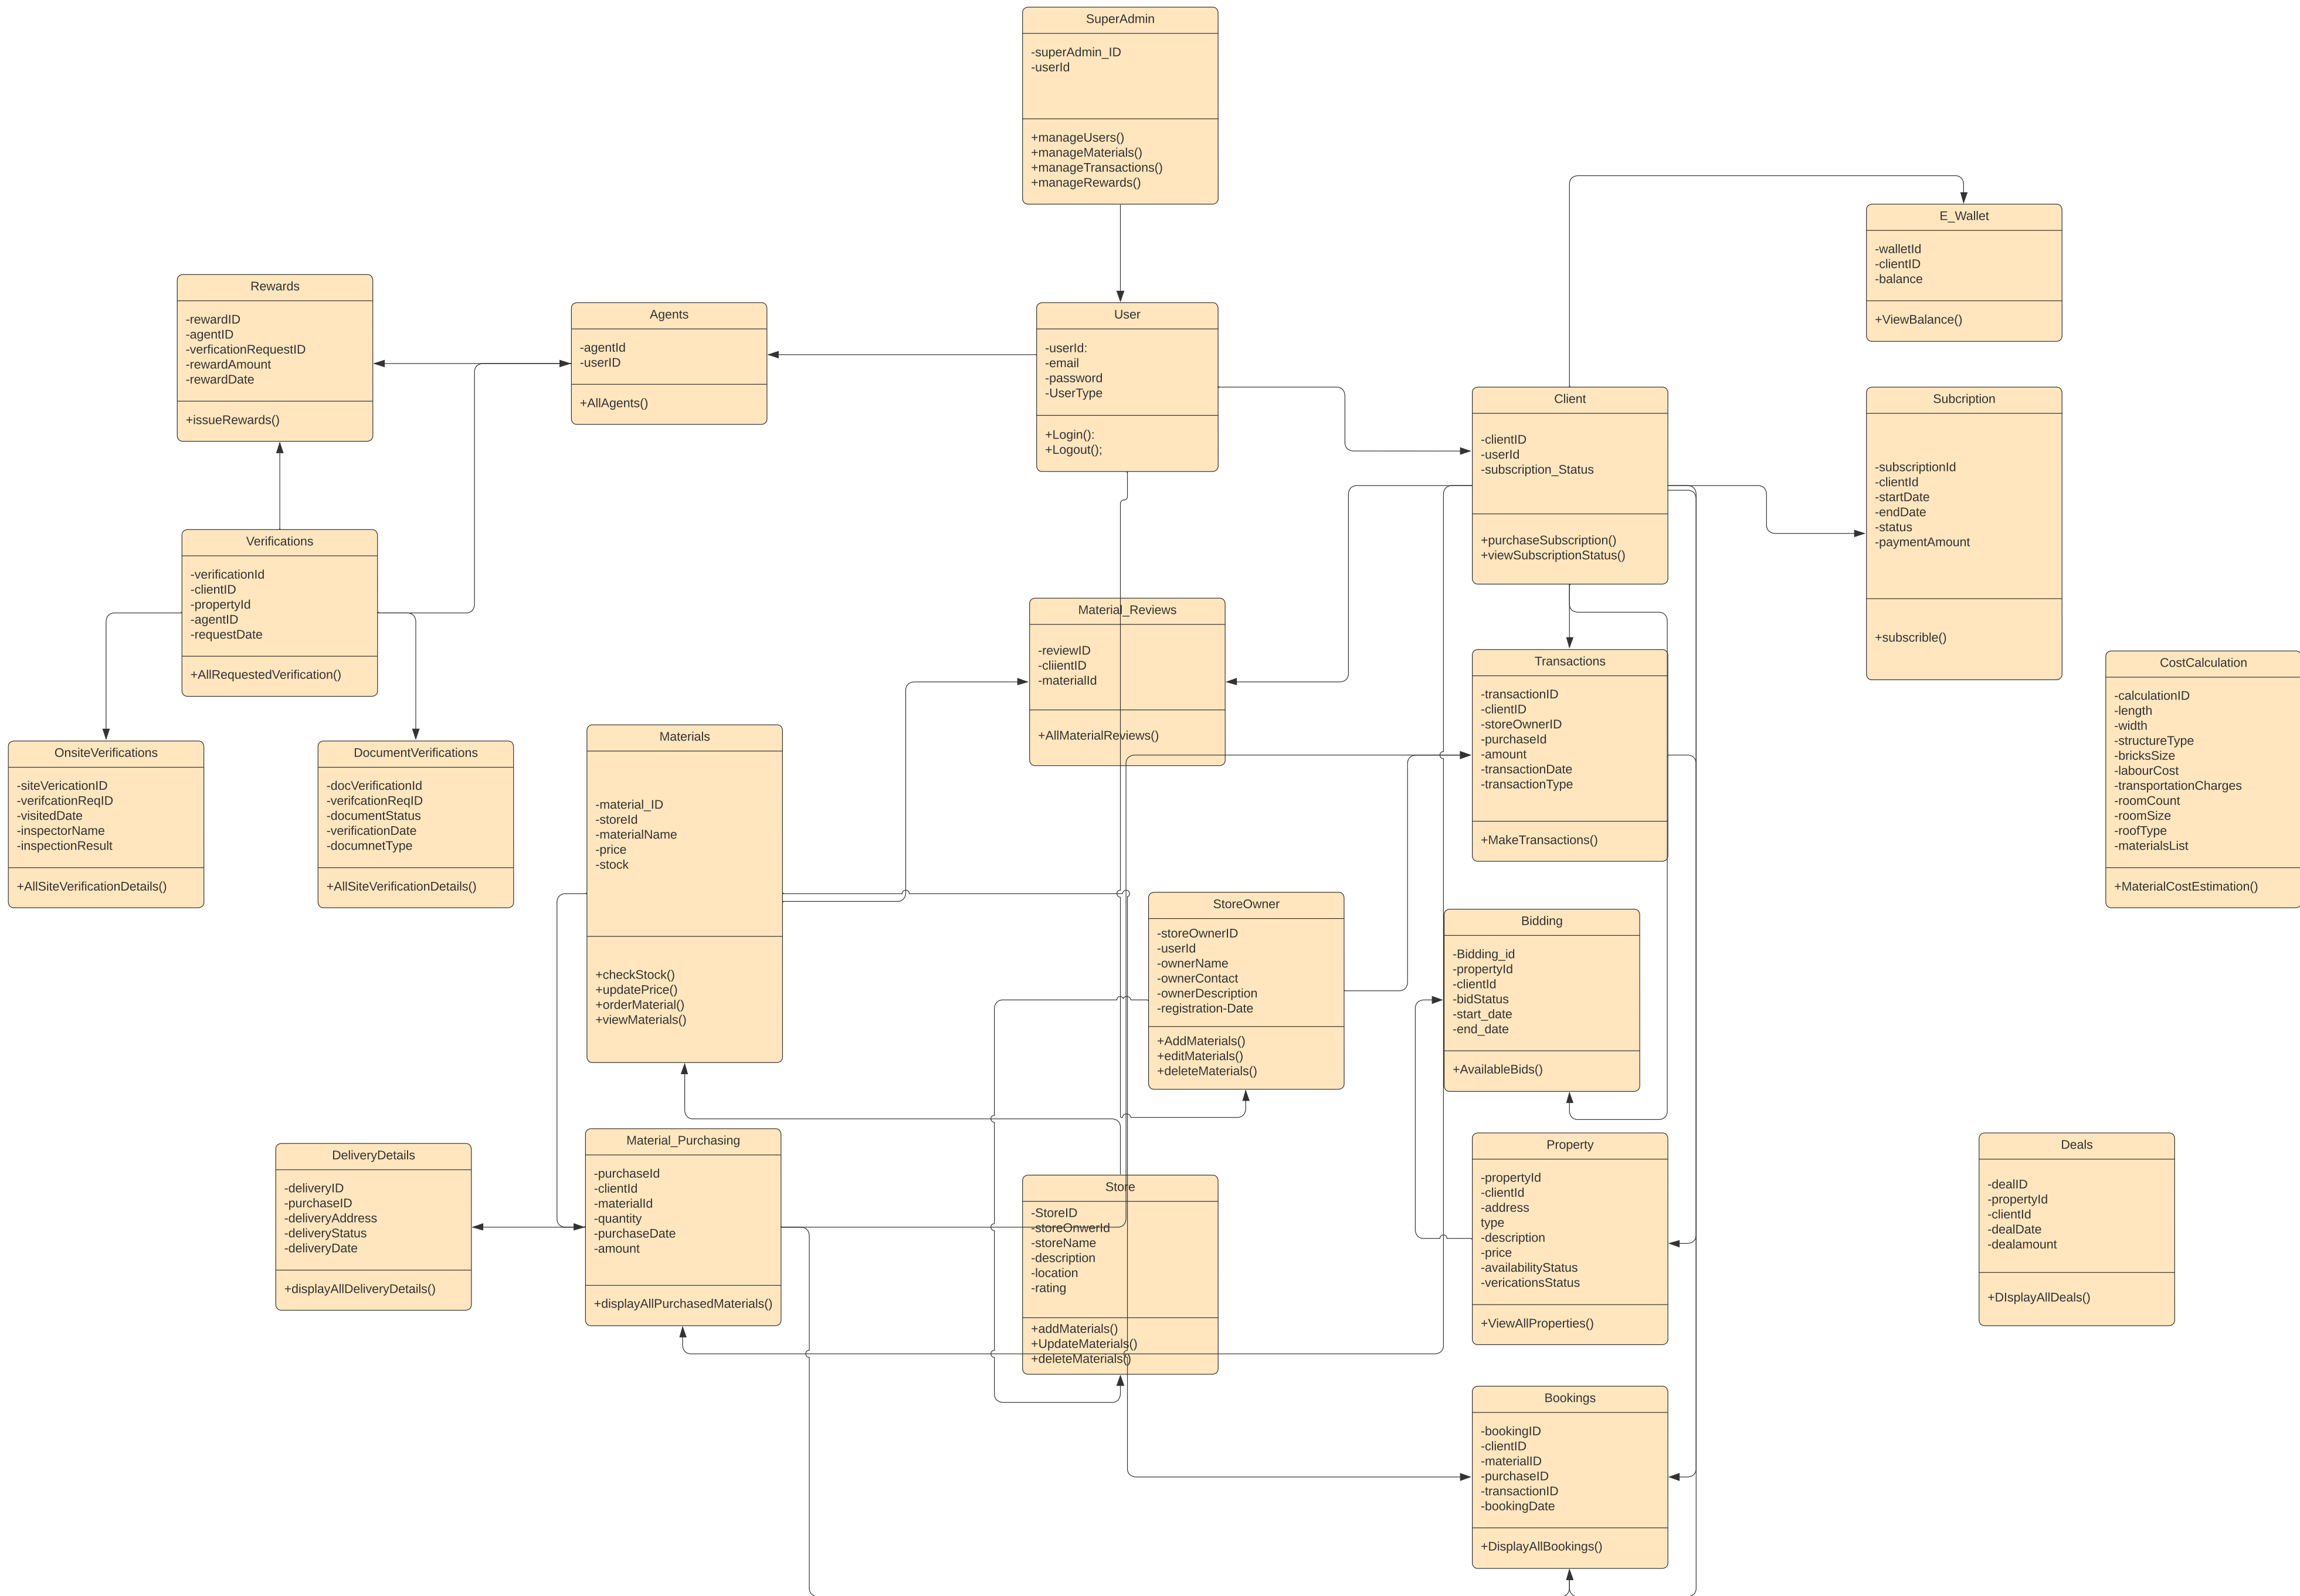 SuperAdmin
-superAdmin_ID
-userId
+manageUsers()
+manageMaterials()
+manageTransactions()
+manageRewards()
E_Wallet
-walletId
-clientID
-balance
+ViewBalance()
Rewards
-rewardID
-agentID
-verficationRequestID
-rewardAmount
-rewardDate
+issueRewards()
Agents
-agentId
-userID
+AllAgents()
User
-userId:
-email
-password
-UserType
+Login():
+Logout();
Client
-clientID
-userId
-subscription_Status
+purchaseSubscription()
+viewSubscriptionStatus()
Subcription
-subscriptionId
-clientId
-startDate
-endDate
-status
-paymentAmount
+subscrible()
Verifications
-verificationId
-clientID
-propertyId
-agentID
-requestDate
+AllRequestedVerification()
Material_Reviews
-reviewID
-cliientID
-materialId
+AllMaterialReviews()
Transactions
-transactionID
-clientID
-storeOwnerID
-purchaseId
-amount
-transactionDate
-transactionType
+MakeTransactions()
CostCalculation
-calculationID
-length
-width
-structureType
-bricksSize
-labourCost
-transportationCharges
-roomCount
-roomSize
-roofType
-materialsList
+MaterialCostEstimation()
OnsiteVerifications
-siteVericationID
-verifcationReqID
-visitedDate
-inspectorName
-inspectionResult
+AllSiteVerificationDetails()
DocumentVerifications
-docVerificationId
-verifcationReqID
-documentStatus
-verificationDate
-documnetType
+AllSiteVerificationDetails()
Materials
-material_ID
-storeId
-materialName
-price
-stock
+checkStock()
+updatePrice()
+orderMaterial()
+viewMaterials()
StoreOwner
-storeOwnerID
-userId
-ownerName
-ownerContact
-ownerDescription
-registration-Date
+AddMaterials()
+editMaterials()
+deleteMaterials()
Bidding
-Bidding_id
-propertyId
-clientId
-bidStatus
-start_date
-end_date
+AvailableBids()
DeliveryDetails
-deliveryID
-purchaseID
-deliveryAddress
-deliveryStatus
-deliveryDate
+displayAllDeliveryDetails()
Material_Purchasing
-purchaseId
-clientId
-materialId
-quantity
-purchaseDate
-amount
+displayAllPurchasedMaterials()
Store
-StoreID
-storeOnwerId
-storeName
-description
-location
-rating
+addMaterials()
+UpdateMaterials()
+deleteMaterials()
Property
-propertyId
-clientId
-address
type
-description
-price
-availabilityStatus
-vericationsStatus
+ViewAllProperties()
Deals
-dealID
-propertyId
-clientId
-dealDate
-dealamount
+DIsplayAllDeals()
Bookings
-bookingID
-clientID
-materialID
-purchaseID
-transactionID
-bookingDate
+DisplayAllBookings()